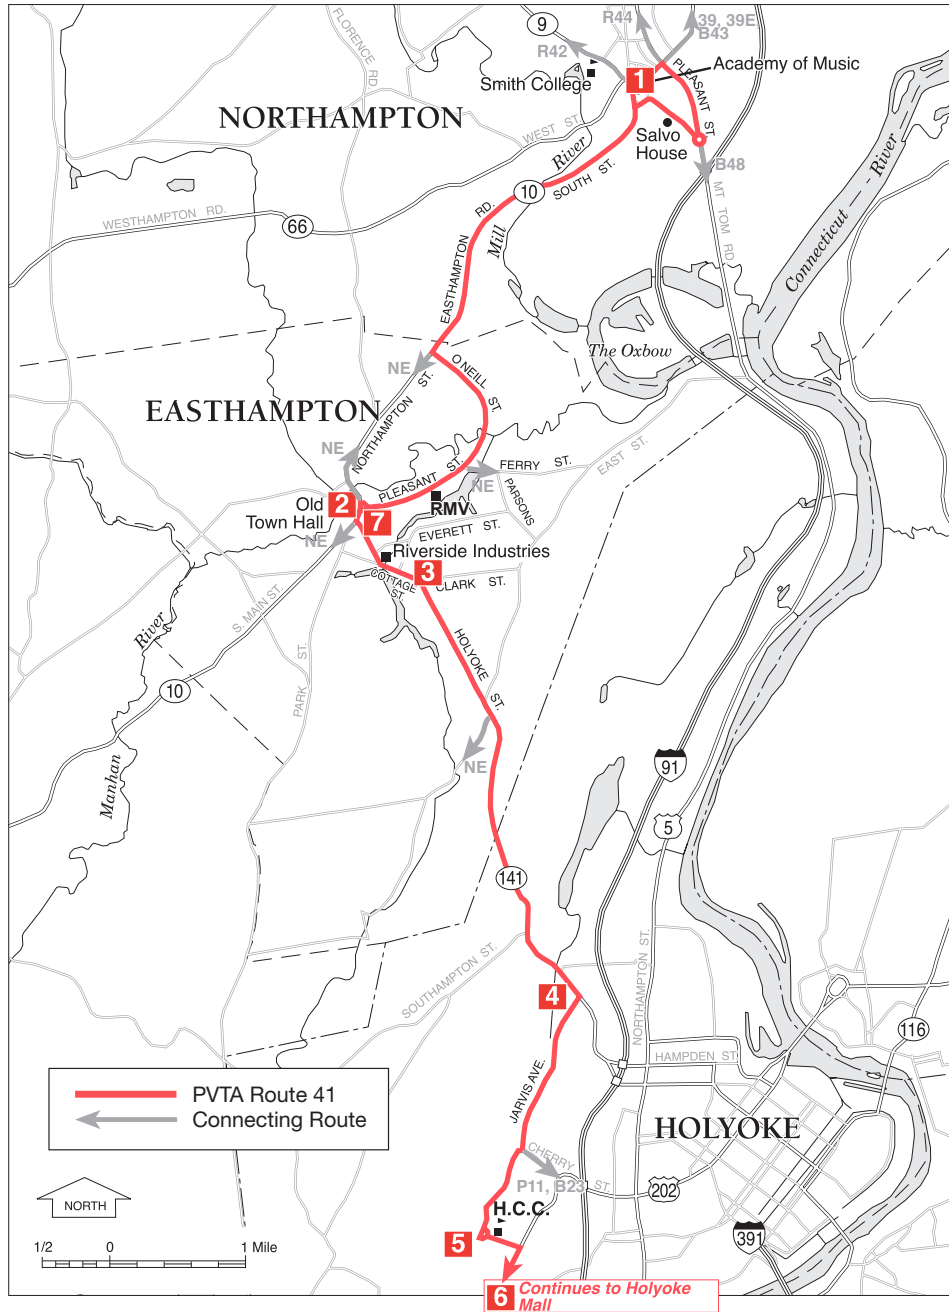 R44
39, 39E
B43
9
R42
FLORENCE RD
Academy of Music
1
Smith College
PLEASANT ST.
NORTHAMPTON
WEST ST.
Salvo
House
River
B48
SOUTH ST.
10
MT TOM RD
River
Connecticut
WESTHAMPTON RD.
66
RD.
Mill
EASTHAMPTON
The Oxbow
NE
O NEILL ST.
EASTHAMPTON
NORTHAMPTON ST.
NE
EAST ST.
PLEASANT ST.
FERRY ST.
NE
PARSONS
Old
Town Hall
2
RMV
7
EVERETT ST.
NE
Riverside Industries
3
COTTAGE
ST.
CLARK ST.
S. MAIN ST.
River
HOLYOKE ST.
PARK ST.
10
NE
91
Manhan
5
141
SOUTHAMPTON ST.
NORTHAMPTON ST.
4
116
HAMPDEN ST
JARVIS AVE.
PVTA Route 41
Connecting Route
HOLYOKE
CHERRY ST
P11, B23
202
NORTH
H.C.C.
5
391
1/2 0 1 Mile
6 Continues to Holyoke
Mall